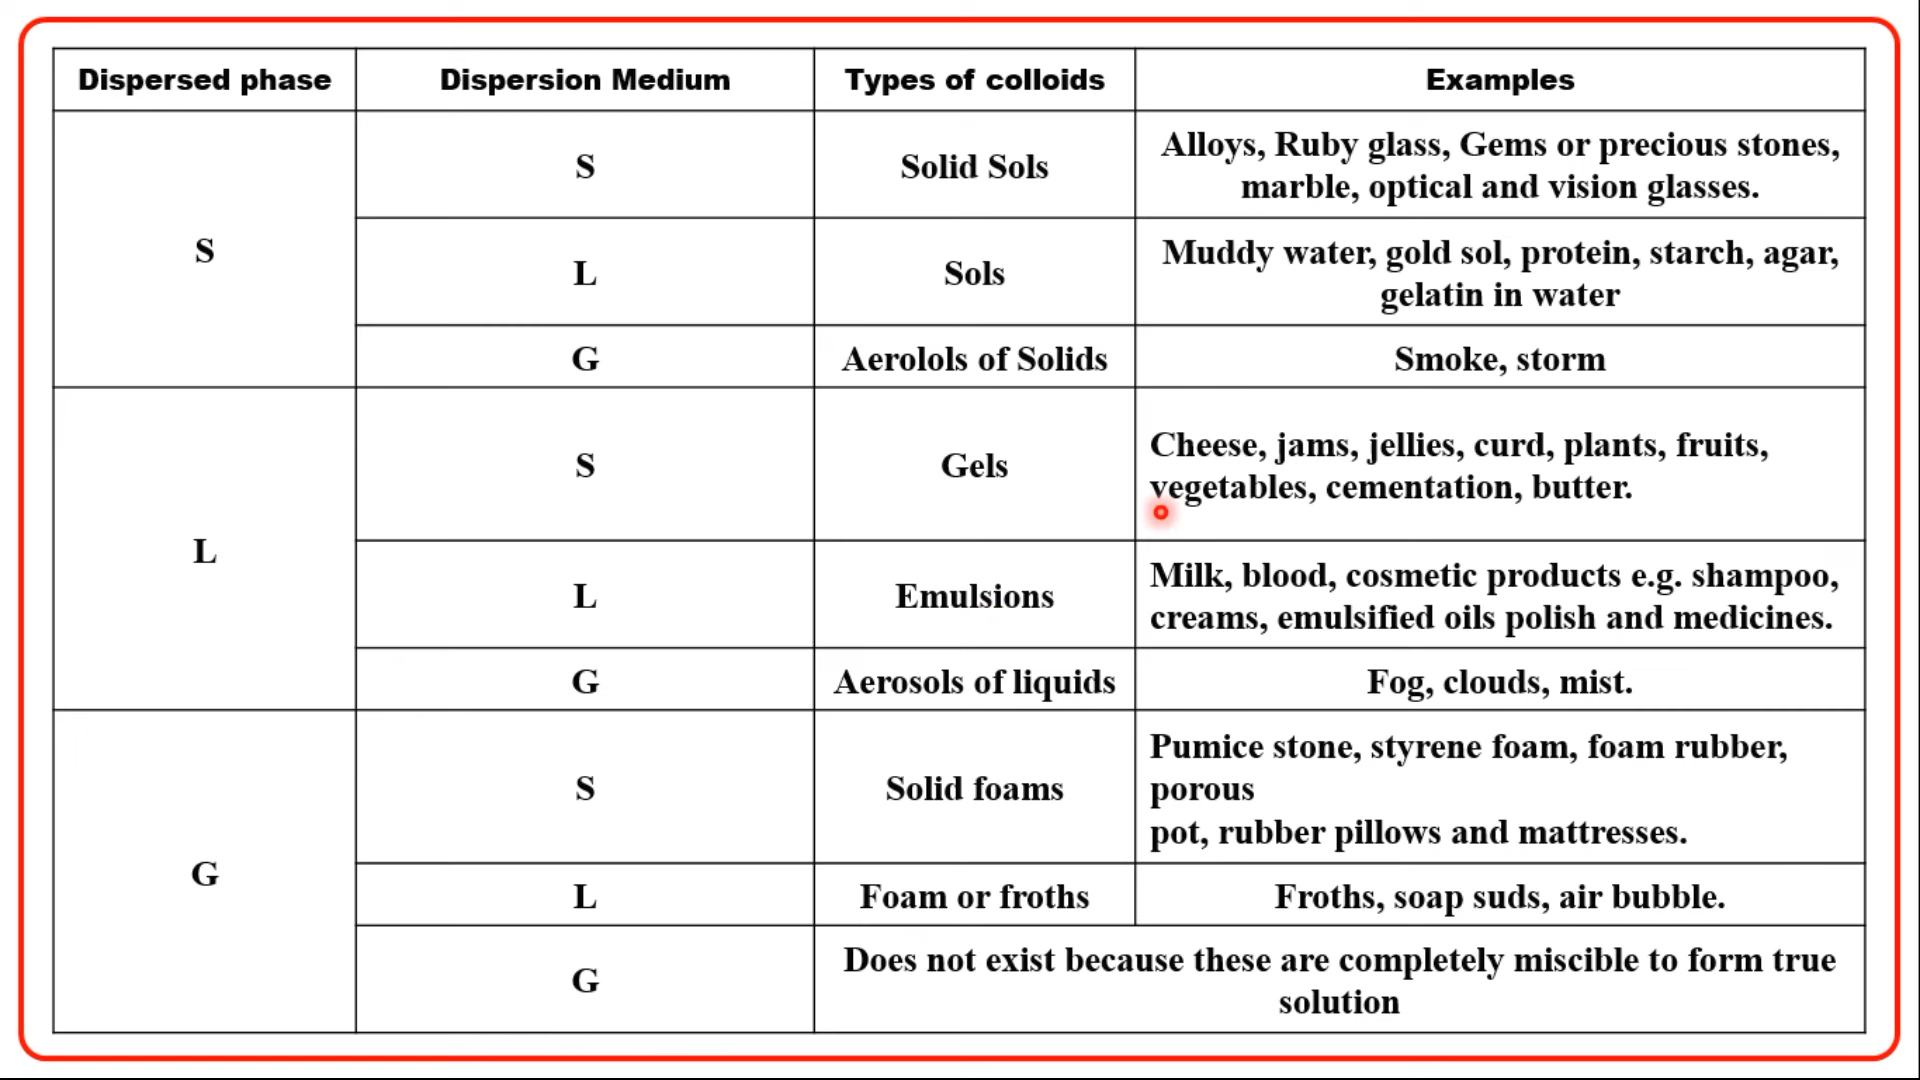 Dispersed phase
Dispersion Medium
Types of colloids
Examples
S
S
Solid Sols
Alloys, Ruby glass, Gems or precious stones,
marble, optical and vision glasses.
L
Sols
Muddy water, gold sol, protein, starch, agar,
gelatin in water
G
Aerolols of Solids
Smoke, storm
L
S
Gels
Cheese, jams, jellies, curd, plants, fruits,
vegetables, cementation, butter.
L
Emulsions
Milk, blood, cosmetic products e.g. shampoo,
creams, emulsified oils polish and medicines.
G
Aerosols of liquids
Fog, clouds, mist.
G
S
Solid foams
Pumice stone, styrene foam, foam rubber,
porous
pot, rubber pillows and mattresses.
L
Foam or froths
Froths, soap suds, air bubble.
G
Does not exist because these are completely miscible to form true
solution